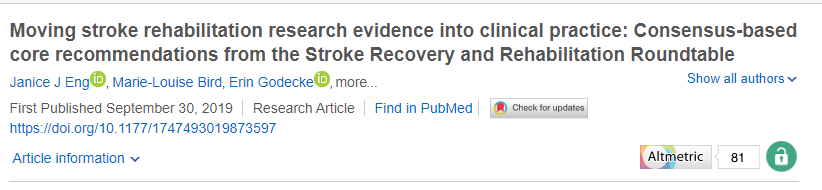 Moving stroke rehabilitation research evidence into clinical practice: Consensus-based
core recommendations from the Stroke Recovery and Rehabilitation Roundtable
Janice J Eng iD, Marie-Louise Bird, Erin Godecke iD, more...
Show all authors
First Published September 30, 2019 | Research Article | Find in PubMed | Check for updates
https://doi.org/10.1177/1747493019873597
Article information
Altmetric 81